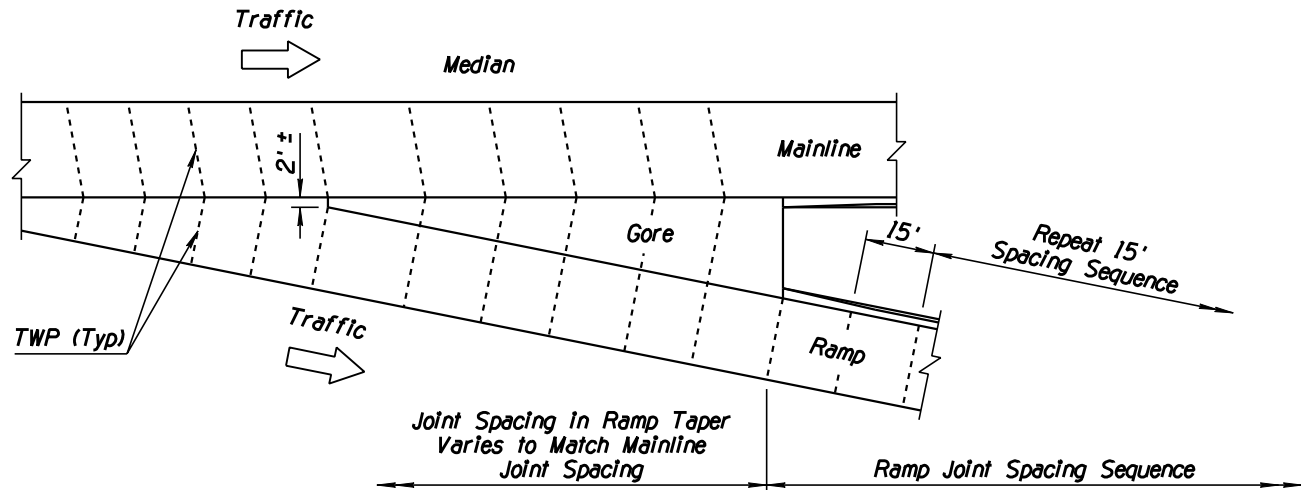 Traffic
Median
Mainline
2' ±
Gore
15'
Repeat 15'
Spacing Sequence
TWP (Typ)
Traffic
Ramp
Joint Spacing in Ramp Taper
Varies to Match Mainline
Joint Spacing
Ramp Joint Spacing Sequence